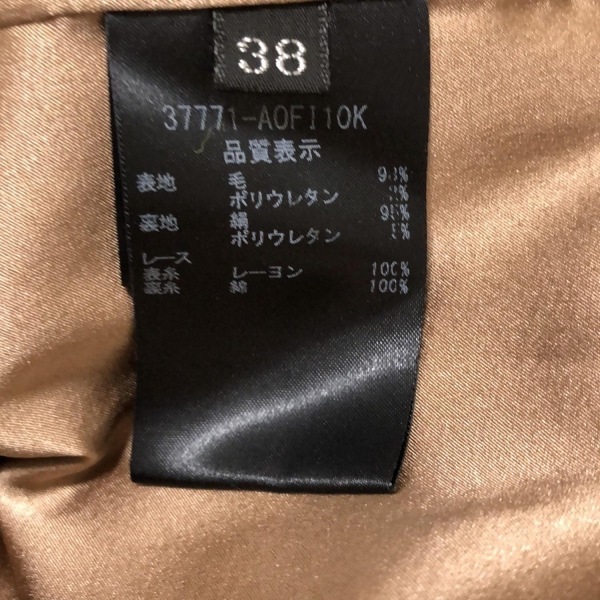 38
37771-A0FI10K
品質表示
表地 毛
ポリウレタン
裏地 絹
ポリウレタン
レース
表糸 レーヨン 100%
裏糸 綿 100%